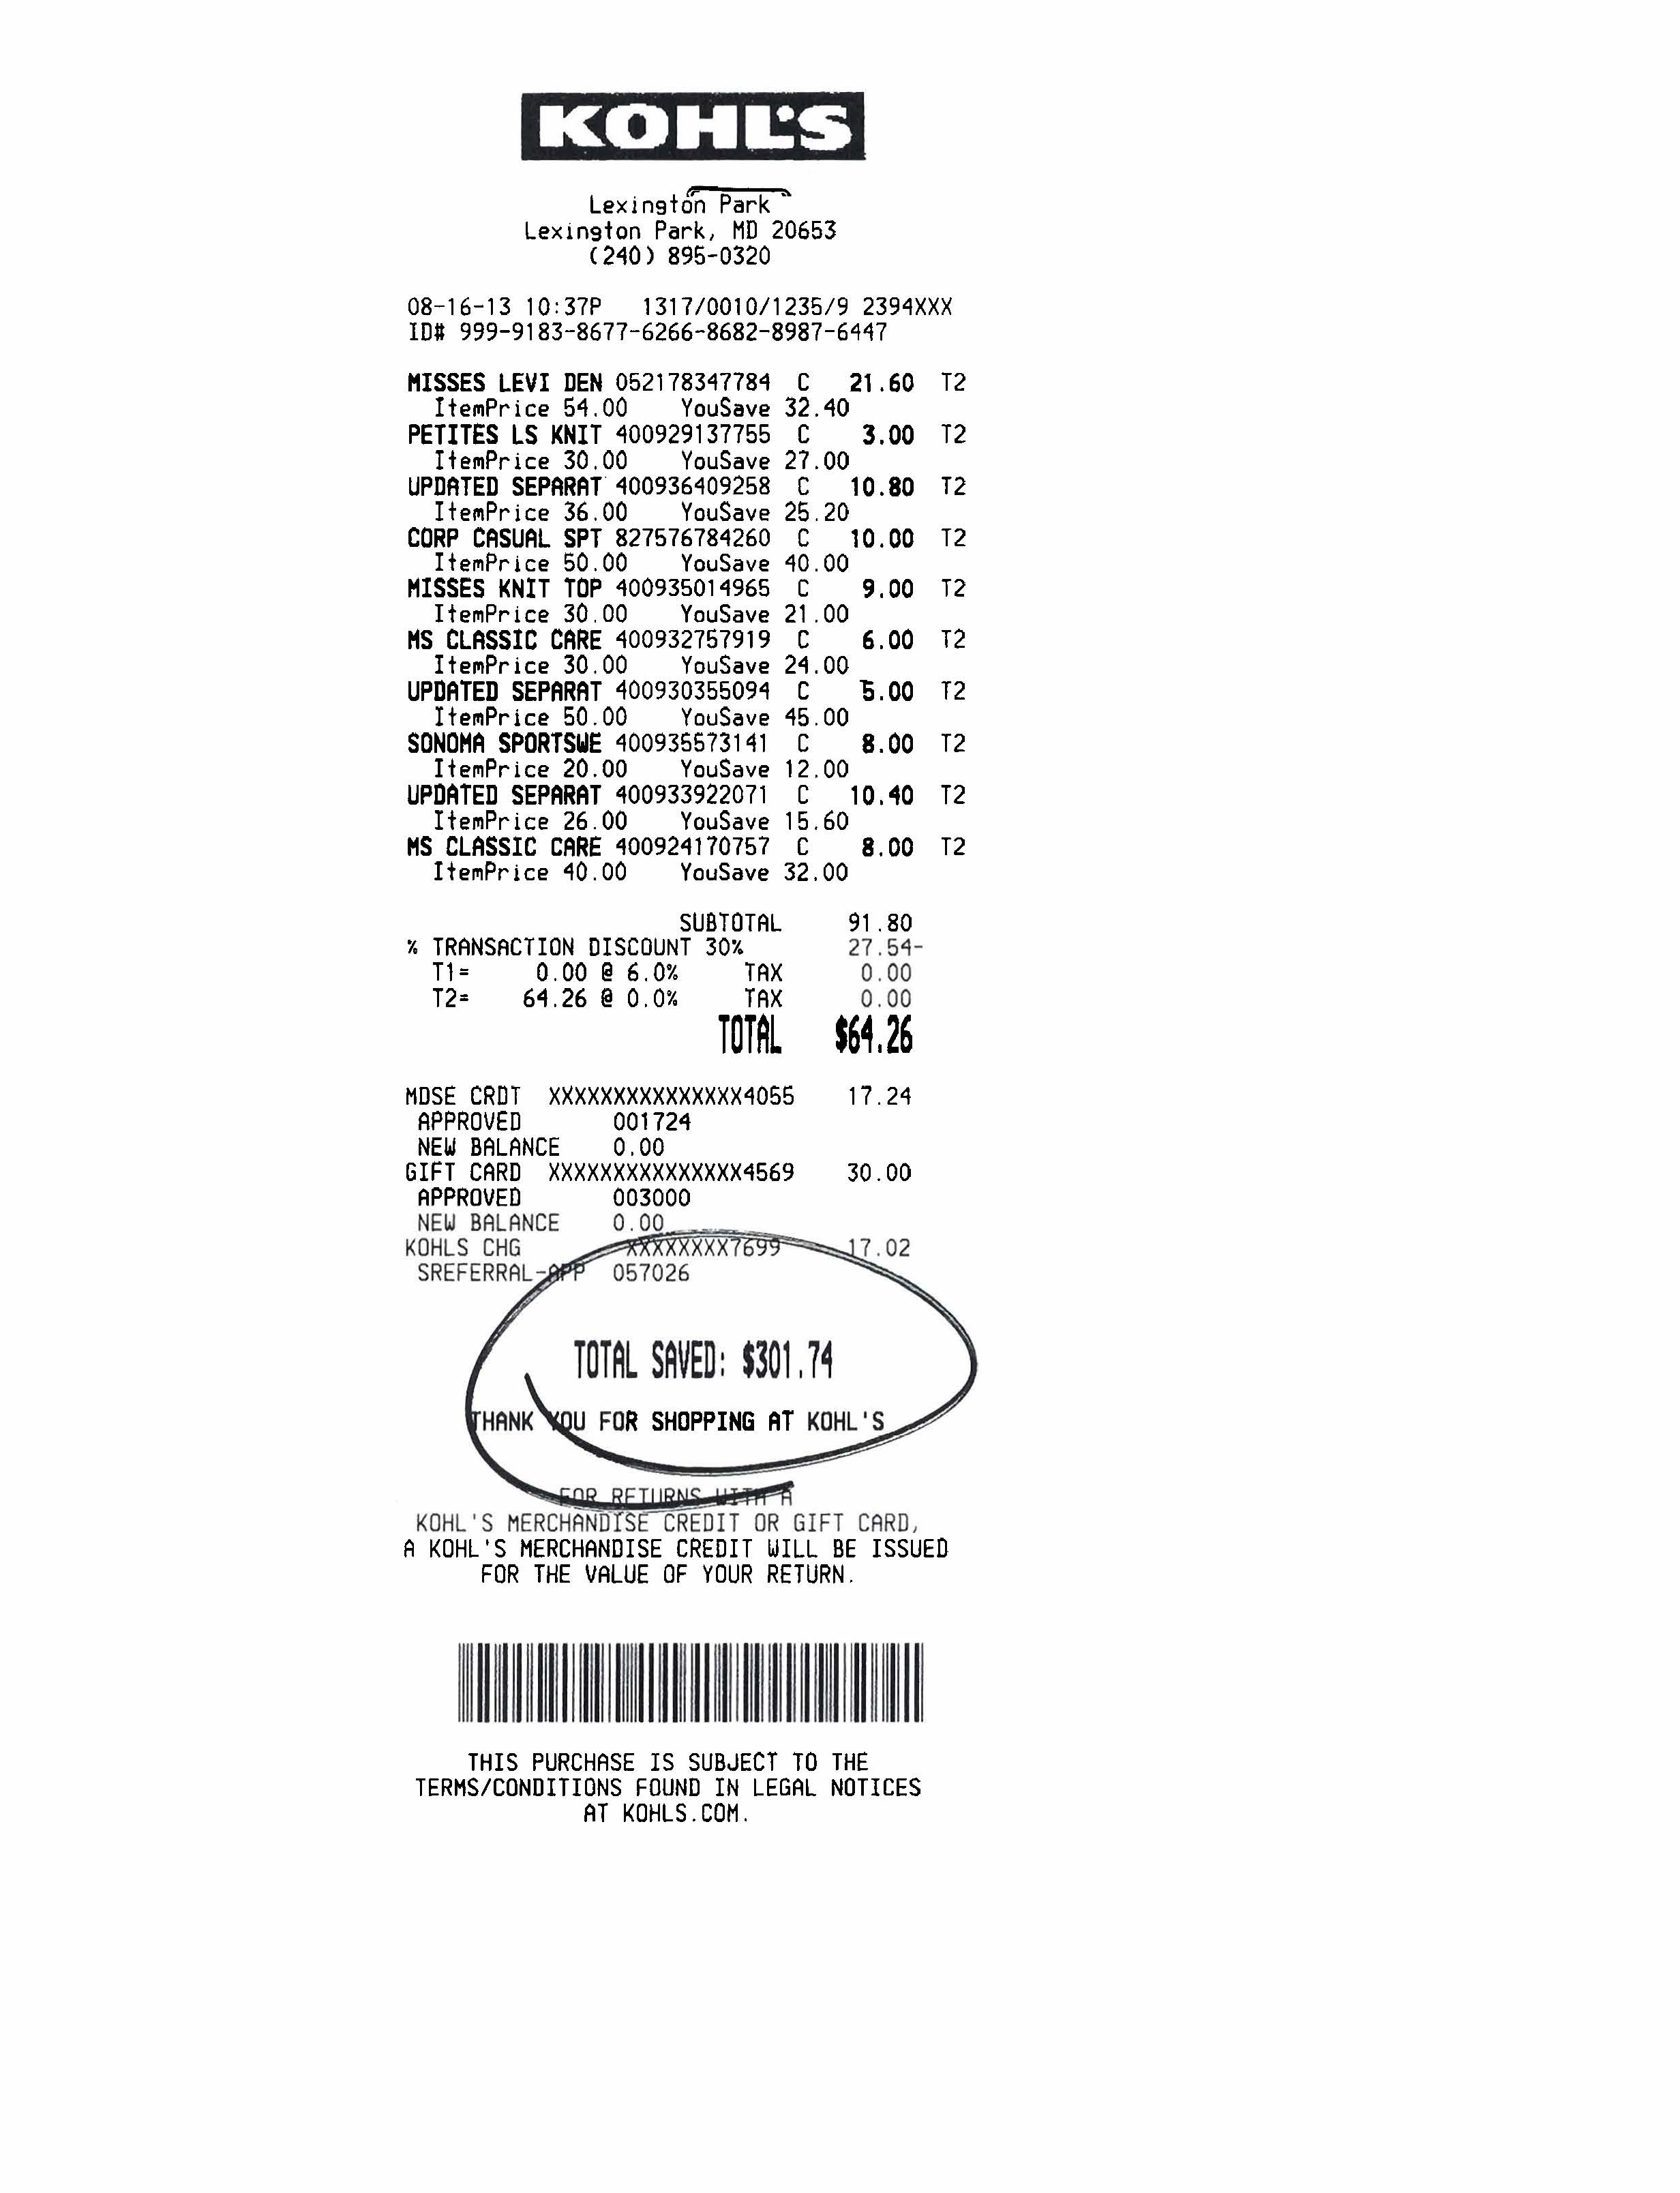 KOHL'S
Lexington Park
Lexington Park, MD 20653
(240) 895-0320
08-16-13 10:37P 1317/0010/1235/9 2394XXX
ID# 999-9183-8677-6266-8682-8987-6447
MISSES LEVI DEN 052178347784 C 21.60 T2
ItemPrice 54.00 YouSave 32.40
PETITES LS KNIT 400929137755 C 3.00 T2
ItemPrice 30.00 YouSave 27.00
UPDATED SEPARAT 400936409258 C 10.80 T2
ItemPrice 36.00 YouSave 25.20
CORP CASUAL SPT 827576784260 C 10.00 T2
ItemPrice 50.00 YouSave 40.00
MISSES KNIT TOP 400935014965 C 9.00 T2
ItemPrice 30.00 YouSave 21.00
MS CLASSIC CARE 400932757919 C 6.00 T2
ItemPrice 30.00 YouSave 24.00
UPDATED SEPARAT 400930355094 C 5.00 T2
ItemPrice 50.00 YouSave 45.00
SONOMA SPORTSWE 400935573141 C 8.00 T2
ItemPrice 20.00 YouSave 12.00
UPDATED SEPARAT 400933922071 C 10.40 T2
ItemPrice 26.00 YouSave 15.60
MS CLASSIC CARE 400924170757 C 8.00 T2
ItemPrice 40.00 YouSave 32.00
SUBTOTAL 91.80
% TRANSACTION DISCOUNT 30% 27.54-
T1= 0.00 @ 6.0% TAX 0.00
T2= 64.26 @ 0.0% TAX 0.00
TOTAL $64.26
MDSE CRDT XXXXXXXXXXXXXXX4055 17.24
APPROVED 001724
NEW BALANCE 0.00
GIFT CARD XXXXXXXXXXXXXXX4569 30.00
APPROVED 003000
NEW BALANCE 0.00
KOHLS CHG XXXXXXXX7699 17.02
SREFERRAL-APP 057026
TOTAL SAVED: $301.74
THANK YOU FOR SHOPPING AT KOHL'S
FOR RETURNS WITH A
KOHL'S MERCHANDISE CREDIT OR GIFT CARD,
A KOHL'S MERCHANDISE CREDIT WILL BE ISSUED
FOR THE VALUE OF YOUR RETURN.
THIS PURCHASE IS SUBJECT TO THE
TERMS/CONDITIONS FOUND IN LEGAL NOTICES
AT KOHLS.COM.